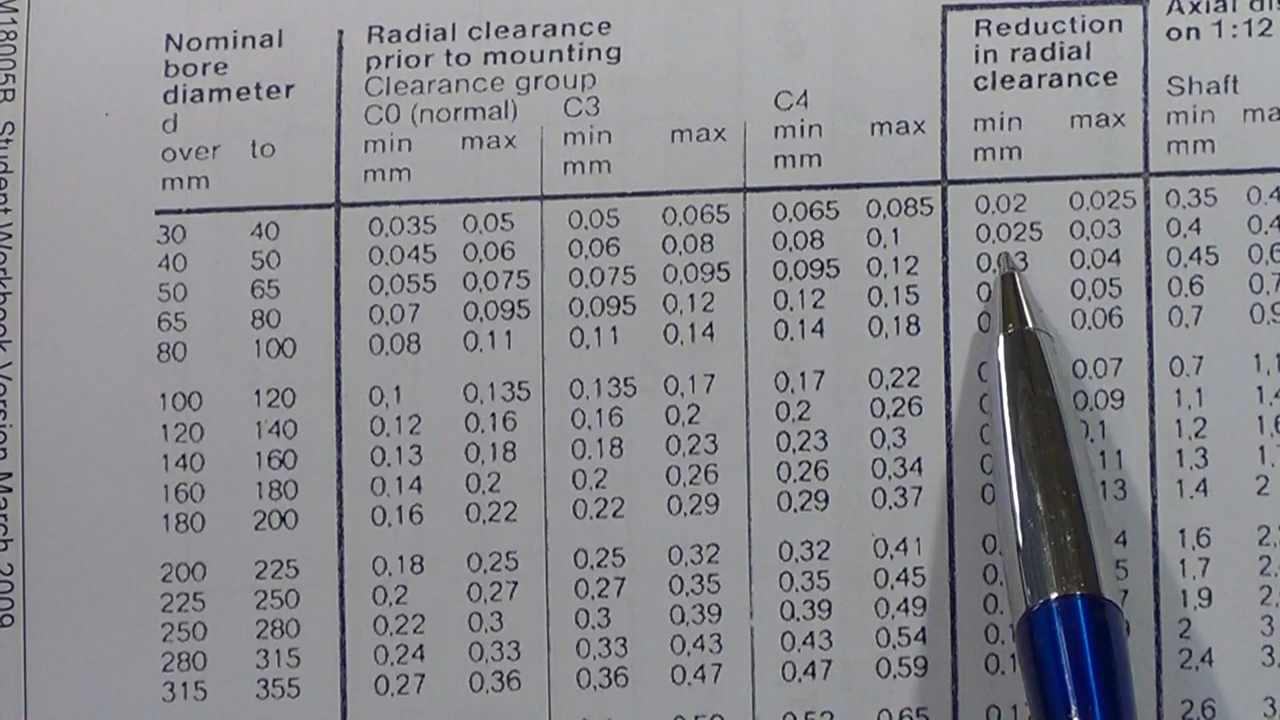 M18005B Student Workbook Version March 2009
Nominal bore diameter d over to mm
Radial clearance prior to mounting
Clearance group
C0 (normal) C3 C4
min max min max min max
mm mm mm
Reduction in radial clearance
min max
mm
on 1:12
Shaft
min
mm
30 40 0,035 0,05 0,05 0,065 0,065 0,085 0,02 0,025 0,35
40 50 0,045 0,06 0,06 0,08 0,08 0,1 0,025 0,03 0,4
50 65 0,055 0,075 0,075 0,095 0,095 0,12 0,04 0,45
65 80 0,07 0,095 0,095 0,12 0,12 0,15 0,05 0,6
80 100 0,08 0,11 0,11 0,14 0,14 0,18 0,06 0,7
100 120 0,1 0,135 0,135 0,17 0,17 0,22 0,07 0,7
120 140 0,12 0,16 0,16 0,2 0,2 0,26 0,09 1,1
140 160 0,13 0,18 0,18 0,23 0,23 0,3 1,2
160 180 0,14 0,2 0,2 0,26 0,26 0,34 1,3
180 200 0,16 0,22 0,22 0,29 0,29 0,37 1,4 2
200 225 0,18 0,25 0,25 0,32 0,32 0,41 1,6
225 250 0,2 0,27 0,27 0,35 0,35 0,45 1,7
250 280 0,22 0,3 0,3 0,39 0,39 0,49 1,9
280 315 0,24 0,33 0,33 0,43 0,43 0,54 2
315 355 0,27 0,36 0,36 0,47 0,47 0,59 2,4
0,65 2,6